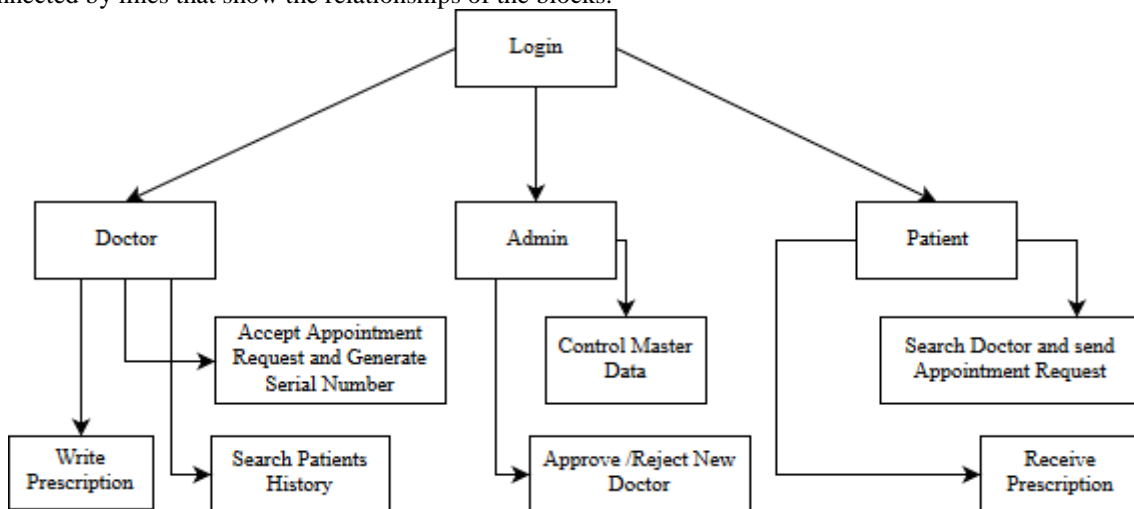 nnected by lines that show the relationships of the blocks.
Login
Doctor
Admin
Patient
Accept Appointment
Request and Generate
Serial Number
Control Master
Data
Search Doctor and send
Appointment Request
Write
Prescription
Search Patients
History
Approve /Reject New
Doctor
Receive
Prescription